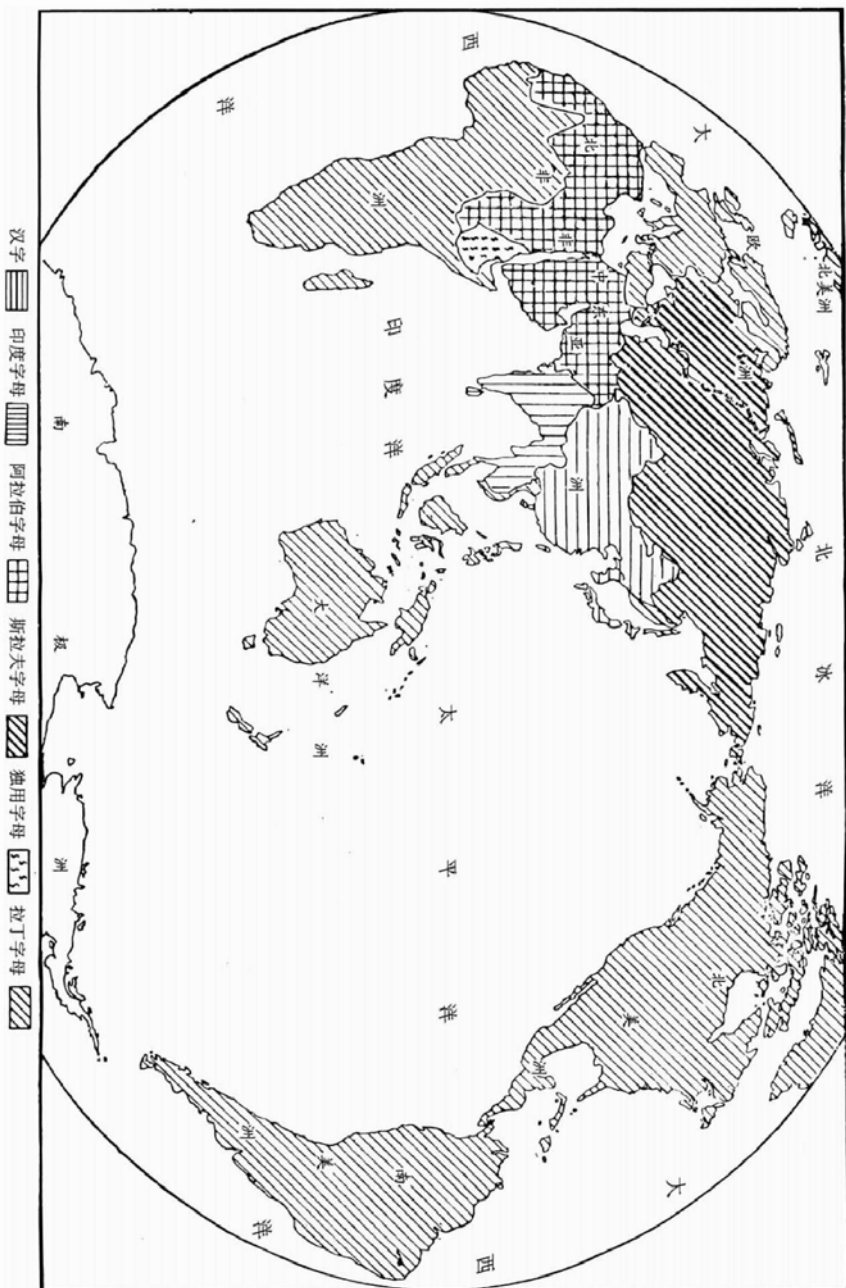 北美洲
北冰洋
大西洋
欧洲
北非
中东
亚洲
非洲
印度洋
太平洋
大洋洲
北美洲
南美洲
大西洋
南极洲
汉字 印度字母 阿拉伯字母 斯拉夫字母 独用字母 拉丁字母